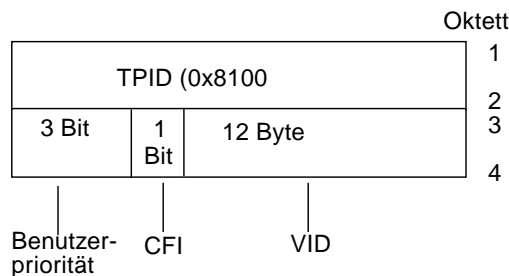 Oktett
1
TPID (0x8100
2
3 Bit
1
Bit
12 Byte
3
4
Benutzer-
priorität
CFI
VID